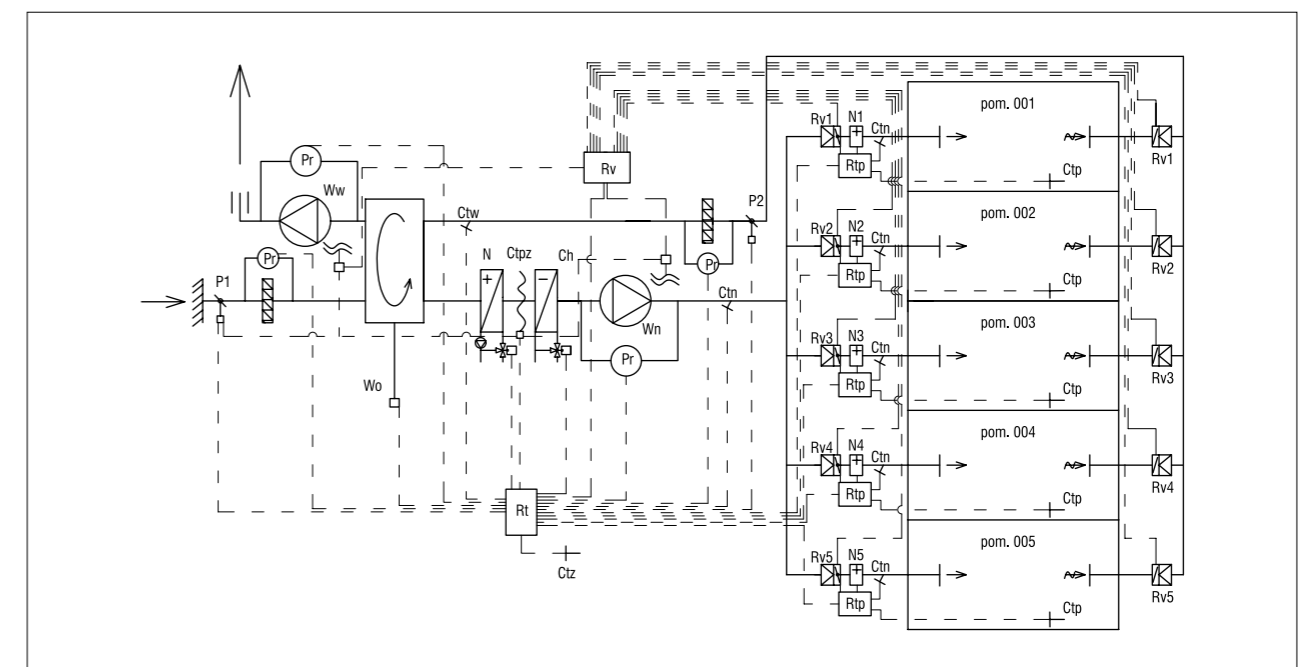 pom. 001
Rv1 N1 Ctn
Pr
Rv
Rtp
Rv1
Ww
Ctp
P2
Ctw
pom. 002
Rv2 N2 Ctn
N Ctpz Ch
Pr
P1
Pr
Rtp
Rv2
Ctp
Ctn
Wn
pom. 003
Rv3 N3 Ctn
Pr
Rtp
Rv3
Wo
Ctp
pom. 004
Rv4 N4 Ctn
Rtp
Rv4
Rt
Ctp
pom. 005
Ctz
Rv5 N5 Ctn
Rtp
Rv5
Ctp